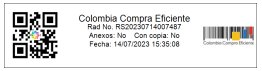 Colombia Compra Eficiente
Rad No. RS20230714007487
Anexos: No Con copia: No
Fecha: 14/07/2023 15:35:08
Colombia Compra Eficiente